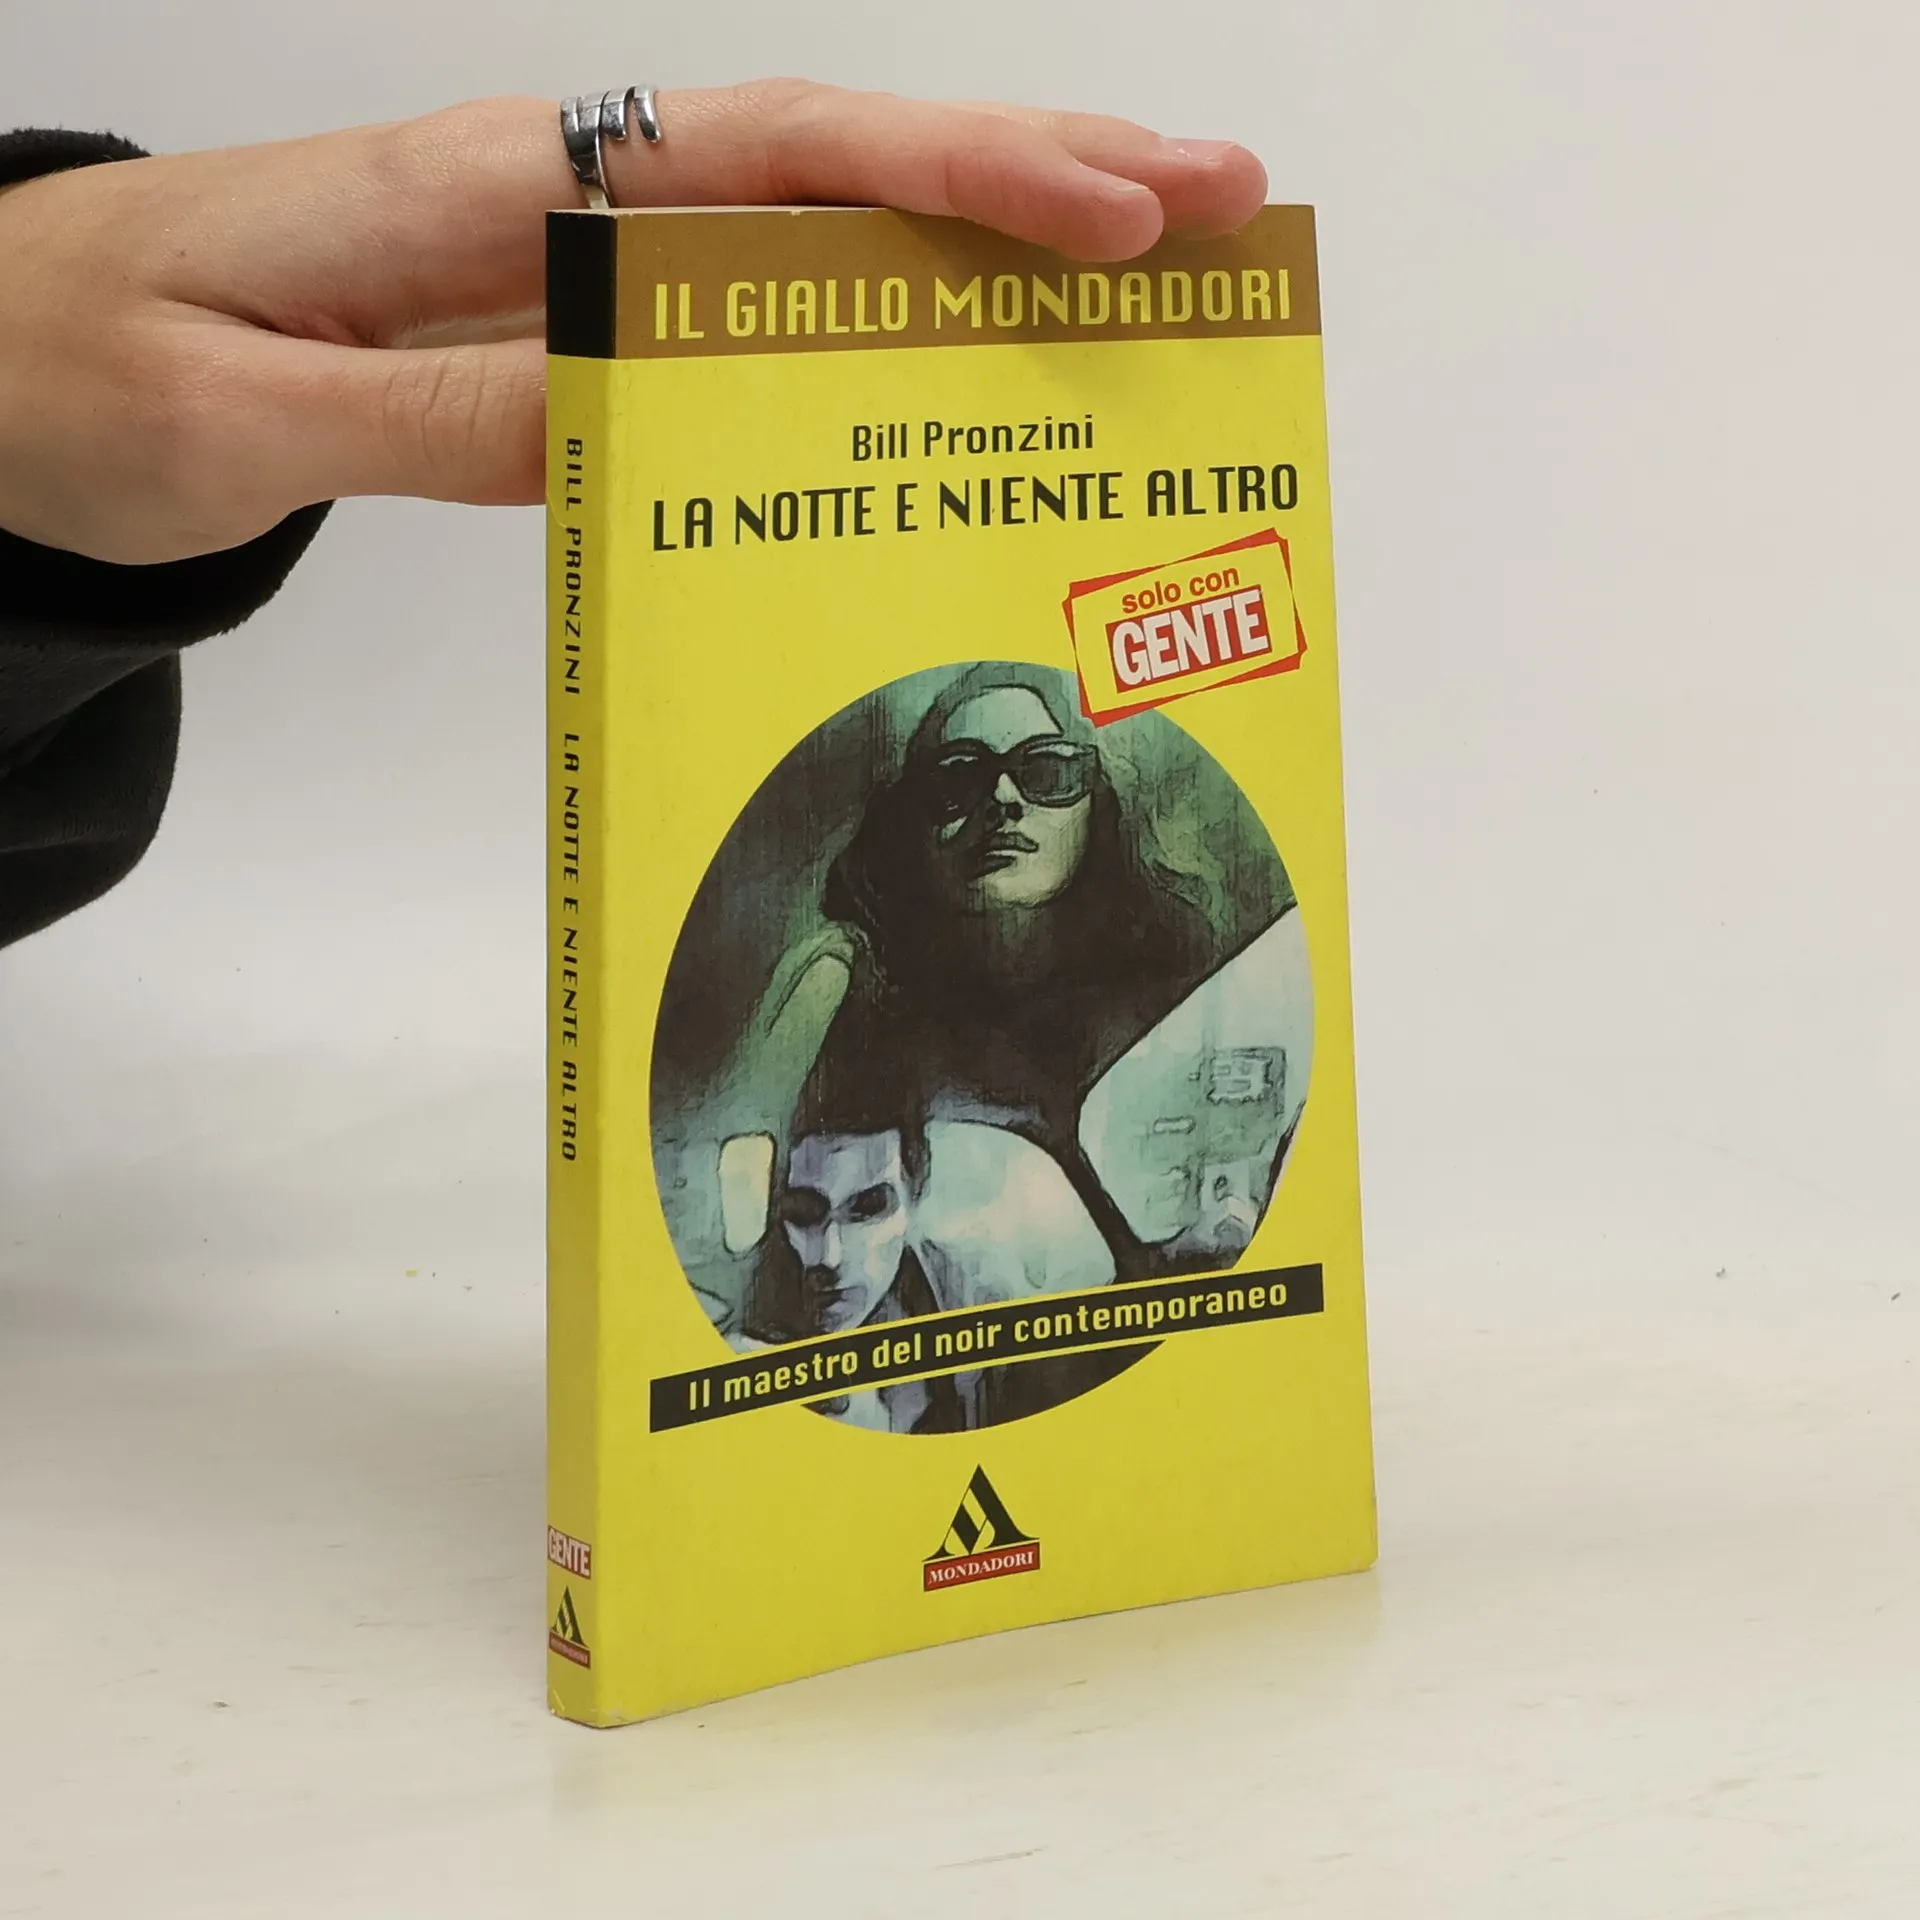 IL GIALLO MONDADORI
Bill Pronzini
LA NOTTE E NIENTE ALTRO
solo con
GENTE
Il maestro del noir contemporaneo
MONDADORI
BILL PRONZINI LA NOTTE E NIENTE ALTRO
GENTE
MONDADORI